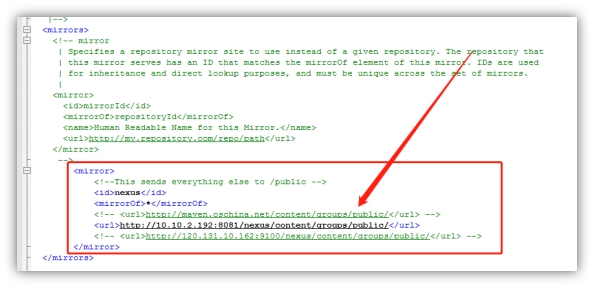 |-->
<mirrors>
<!-- mirror
| Specifies a repository mirror site to use instead of a given repository. The repository that
| this mirror serves has an ID that matches the mirrorOf element of this mirror. IDs are used
| for inheritance and direct lookup purposes, and must be unique across the set of mirrors.
|
<mirror>
<id>mirrorId</id>
<mirrorOf>repositoryId</mirrorOf>
<name>Human Readable Name for this Mirror.</name>
<url>http://my.repository.com/repo/path</url>
</mirror>
-->
<mirror>
<!--This sends everything else to /public -->
<id>nexus</id>
<mirrorOf>*</mirrorOf>
<!-- <url>http://maven.oschina.net/content/groups/public/</url> -->
<url>http://10.10.2.192:8081/nexus/content/groups/public/</url>
<!-- <url>http://120.131.10.162:9100/nexus/content/groups/public/</url> -->
</mirror>
</mirrors>